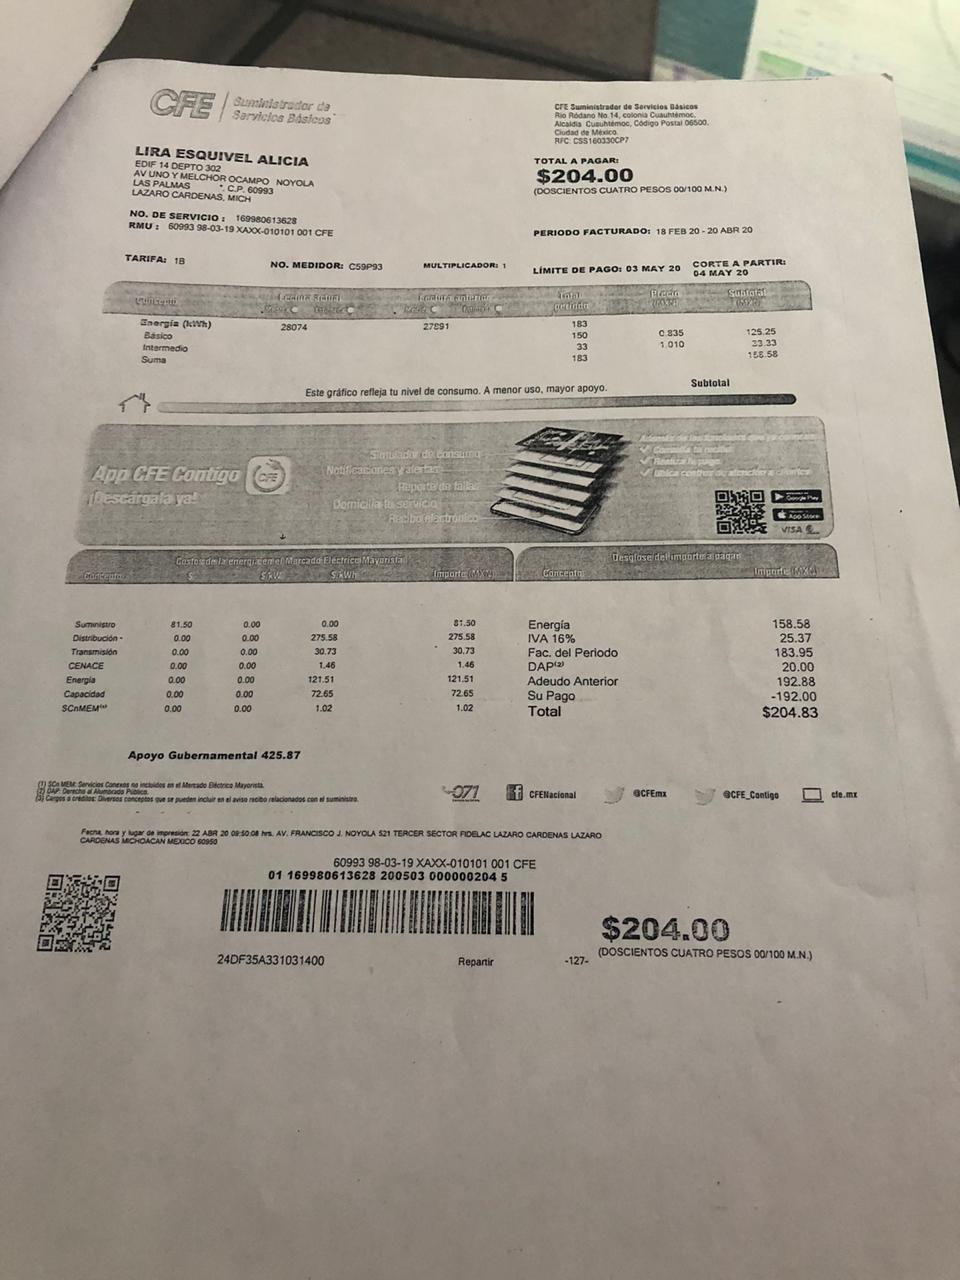 CFE Suministrador de
Servicios Básicos
CFE Suministrador de Servicios Básicos
Río Ródano No.14, colonia Cuauhtémoc,
Alcaldía Cuauhtémoc, Código Postal 06500.
Ciudad de México.
RFC: CSS160330CP7
LIRA ESQUIVEL ALICIA
EDIF 14 DEPTO 302
AV UNO Y MELCHOR OCAMPO NOYOLA
LAS PALMAS C.P. 60993
LAZARO CARDENAS, MICH
TOTAL A PAGAR:
$204.00
(DOSCIENTOS CUATRO PESOS 00/100 M.N.)
NO. DE SERVICIO : 169980613628
RMU : 60993 98-03-19 XAXX-010101 001 CFE
PERIODO FACTURADO: 18 FEB 20 - 20 ABR 20
TARIFA: 1B NO. MEDIDOR: C59P93 MULTIPLICADOR: 1 LÍMITE DE PAGO: 03 MAY 20 CORTE A PARTIR:
04 MAY 20
Concepto Lectura actual Lectura anterior Total Precio Subtotal
periodo (MXN) (MXN)
Energía (kWh) 28074 27891 183
Básico 150 0.835 125.25
Intermedio 33 1.010 33.33
Suma 183 158.58
Este gráfico refleja tu nivel de consumo. A menor uso, mayor apoyo.
Subtotal
App CFE Contigo
¡Descárgala ya!
CFE
Simulador de consumo
Notificaciones y alertas
Reporte de fallas
Domicilia tu servicio
Recibo electrónico
Consulta tu recibo
Realiza tu pago
Ubica centros de atención a clientes
Google Play
App Store
VISA
Costos de la energía en el Mercado Eléctrico Mayorista
Concepto $ $/kW $/kWh Importe (MXN)
Suministro 81.50 0.00 0.00 81.50
Distribución 0.00 0.00 275.58 275.58
Transmisión 0.00 0.00 30.73 30.73
CENACE 0.00 0.00 1.46 1.46
Energía 0.00 0.00 121.51 121.51
Capacidad 0.00 0.00 72.65 72.65
SCnMEM 0.00 0.00 1.02 1.02
Desglose del importe a pagar
Concepto Importe (MXN)
Energía 158.58
IVA 16% 25.37
Fac. del Periodo 183.95
DAP(2) 20.00
Adeudo Anterior 192.88
Su Pago -192.00
Total $204.83
Apoyo Gubernamental 425.87
(1) SCn MEM: Servicios Conexos no incluidos en el Mercado Eléctrico Mayorista.
(2) DAP: Derecho al Alumbrado Público.
(3) Cargos o créditos: Diversos conceptos que se pueden incluir en el aviso recibo relacionados con el suministro.
071 CFENacional @CFEmx @CFE_Contigo cfe.mx
Fecha, hora y lugar de impresión: 22 ABR 20 09:50:08 hrs. AV. FRANCISCO J. NOYOLA 521 TERCER SECTOR FIDELAC LAZARO CARDENAS LAZARO
CARDENAS MICHOACAN MEXICO 60950
60993 98-03-19 XAXX-010101 001 CFE
01 169980613628 200503 000000204 5
$204.00
(DOSCIENTOS CUATRO PESOS 00/100 M.N.)
24DF35A331031400 Repartir -127-